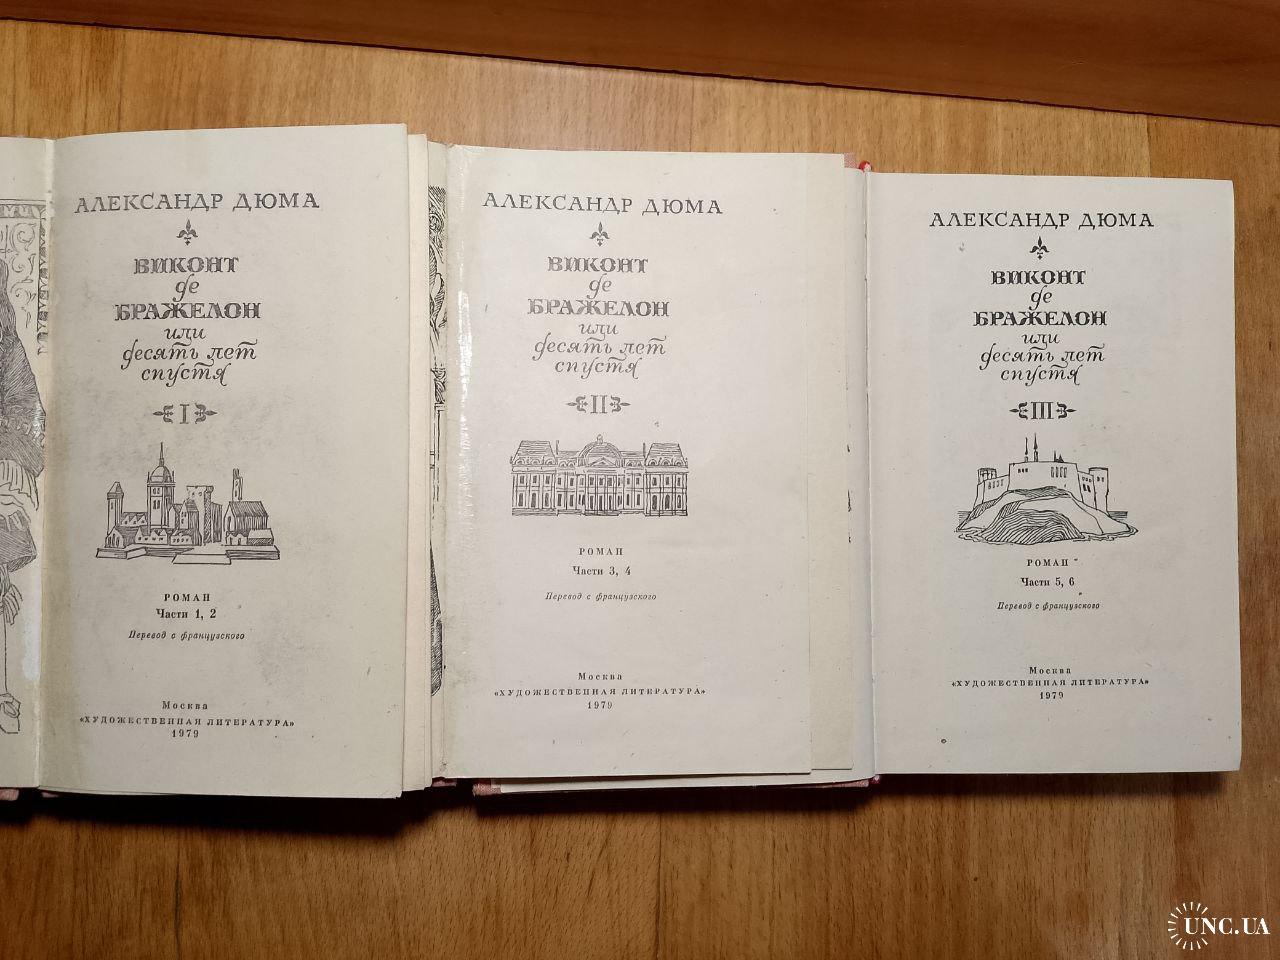 АЛЕКСАНДР ДЮМА
ВИКОНТ
де
БРАЖЕЛОН
или
десять лет
спустя
I
РОМАН
Части 1, 2
Перевод с французского
Москва
«ХУДОЖЕСТВЕННАЯ ЛИТЕРАТУРА»
1979
АЛЕКСАНДР ДЮМА
ВИКОНТ
де
БРАЖЕЛОН
или
десять лет
спустя
II
РОМАН
Части 3, 4
Перевод с французского
Москва
«ХУДОЖЕСТВЕННАЯ ЛИТЕРАТУРА»
1979
АЛЕКСАНДР ДЮМА
ВИКОНТ
де
БРАЖЕЛОН
или
десять лет
спустя
III
РОМАН
Части 5, 6
Перевод с французского
Москва
«ХУДОЖЕСТВЕННАЯ ЛИТЕРАТУРА»
1979
UNC.UA